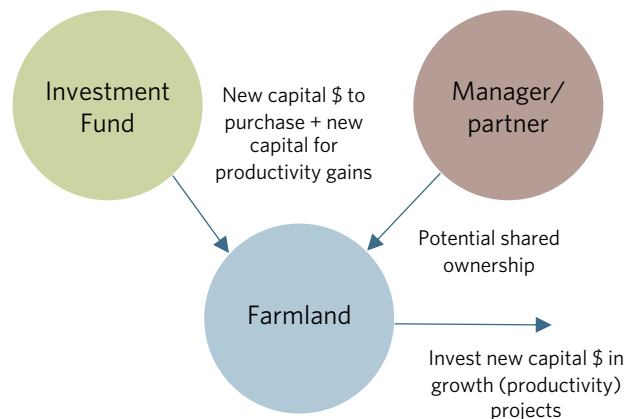 Investment
Fund
New capital $ to
purchase + new
capital for
productivity gains
Manager/
partner
Potential shared
ownership
Farmland
Invest new capital $ in
growth (productivity)
projects